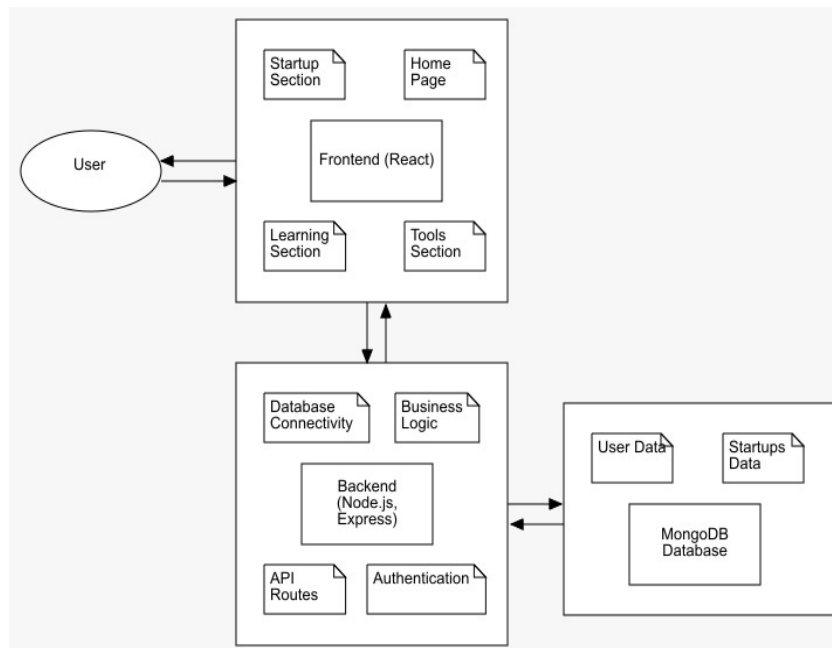 Startup
Section
Home
Page
User
Frontend (React)
Learning
Section
Tools
Section
Database
Connectivity
Business
Logic
Backend
(Node.js,
Express)
API
Routes
Authentication
User Data
Startups
Data
MongoDB
Database